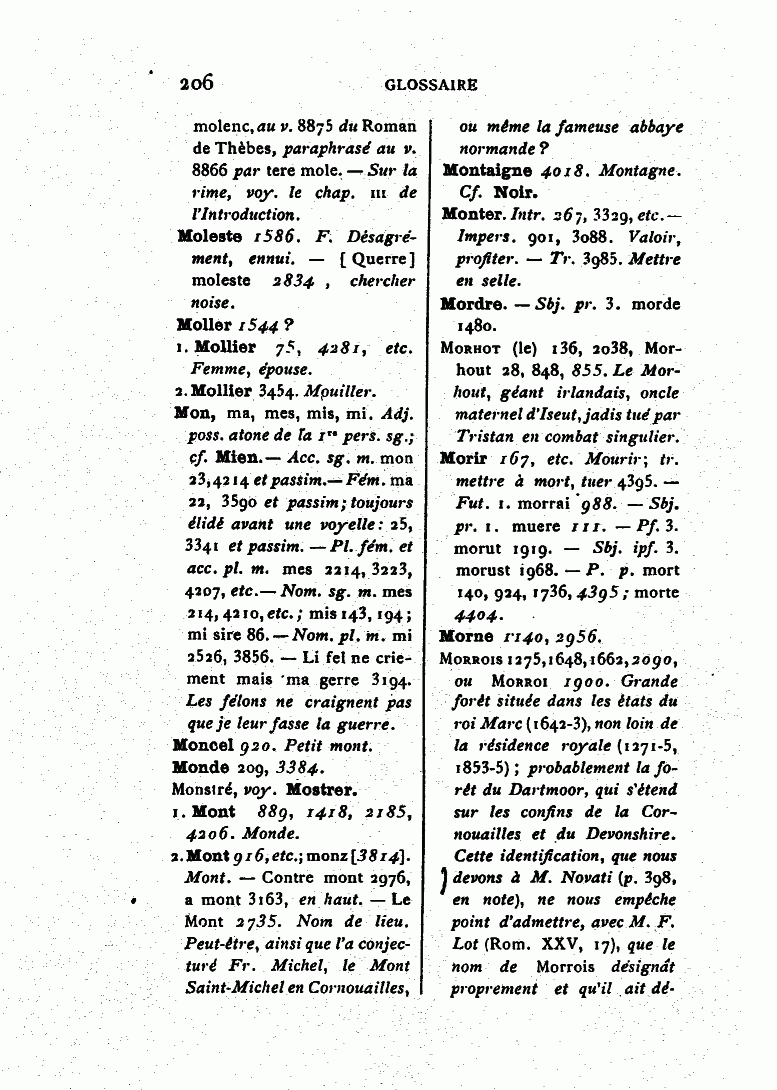 206
GLOSSAIRE
molenc, au v. 8875 du Roman
de Thèbes, paraphrasé au v.
8866 par tere mole. — Sur la
rime, voy. le chap. III de
l'Introduction.
Moleste 1586. F. Désagré-
ment, ennui. — [Querre]
moleste 2834 , chercher
noise.
Moller 1544 ?
1. Mollier 75, 4281, etc.
Femme, épouse.
2. Mollier 3454. Mouiller.
Mon, ma, mes, mis, mi. Adj.
poss. atone de la 1re pers. sg.;
cf. Mien. — Acc. sg. m. mon
23, 4214 et passim. — Fém. ma
22, 3590 et passim; toujours
élidé avant une voyelle: 25,
3341 et passim. — Pl. fém. et
acc. pl. m. mes 2214, 3223,
4207, etc. — Nom. sg. m. mes
214, 4210, etc.; mis 143, 194;
mi sire 86. — Nom. pl. m. mi
2526, 3856. — Li fel ne crie-
ment mais ma gerre 3194.
Les félons ne craignent pas
que je leur fasse la guerre.
Moncel 920. Petit mont.
Monde 209, 3384.
Monstré, voy. Mostrer.
1. Mont 889, 1418, 2185,
4206. Monde.
2. Mont 916, etc.; monz [3814].
Mont. — Contre mont 2976,
a mont 3163, en haut. — Le
Mont 2735. Nom de lieu.
Peut-être, ainsi que l'a conjec-
turé Fr. Michel, le Mont
Saint-Michel en Cornouailles,
ou même la fameuse abbaye
normande ?
Montaigne 4018. Montagne.
Cf. Noir.
Monter. Intr. 267, 3329, etc. —
Impers. 901, 3088. Valoir,
profiter. — Tr. 3985. Mettre
en selle.
Mordre. — Sbj. pr. 3. morde
1480.
MORHOT (le) 136, 2038, Mor-
hout 28, 848, 855. Le Mor-
hout, géant irlandais, oncle
maternel d'Iseut, jadis tué par
Tristan en combat singulier.
Morir 167, etc. Mourir; tr.
mettre à mort, tuer 4395. —
Fut. 1. morrai 988. — Sbj.
pr. 1. muere 111. — Pf. 3.
morut 1919. — Sbj. ipf. 3.
morust 1968. — P. p. mort
140, 924, 1736, 4395; morte
4404.
Morne 1140, 2956.
MORROIS 1275, 1648, 1662, 2090,
ou MORROI 1900. Grande
forêt située dans les états du
roi Marc (1642-3), non loin de
la résidence royale (1271-5,
1853-5) ; probablement la fo-
rêt du Dartmoor, qui s'étend
sur les confins de la Cor-
nouailles et du Devonshire.
Cette identification, que nous
devons à M. Novati (p. 398,
en note), ne nous empêche
point d'admettre, avec M. F.
Lot (Rom. XXV, 17), que le
nom de Morrois désignât
proprement et qu'il ait dé-